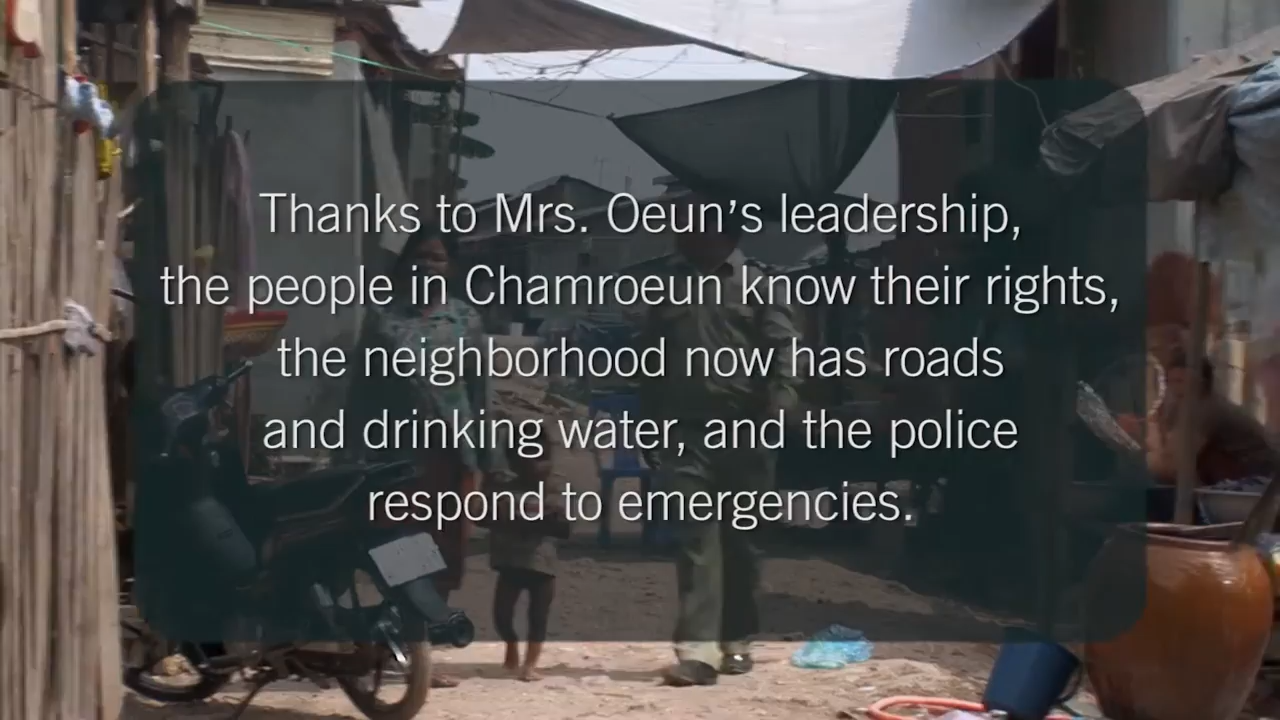 Thanks to Mrs. Oeun’s leadership,
the people in Chamroeun know their rights,
the neighborhood now has roads
and drinking water, and the police
respond to emergencies.